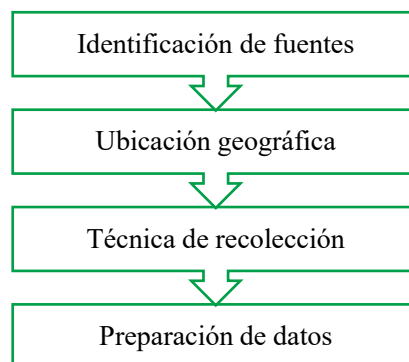 Identificación de fuentes
Ubicación geográfica
Técnica de recolección
Preparación de datos